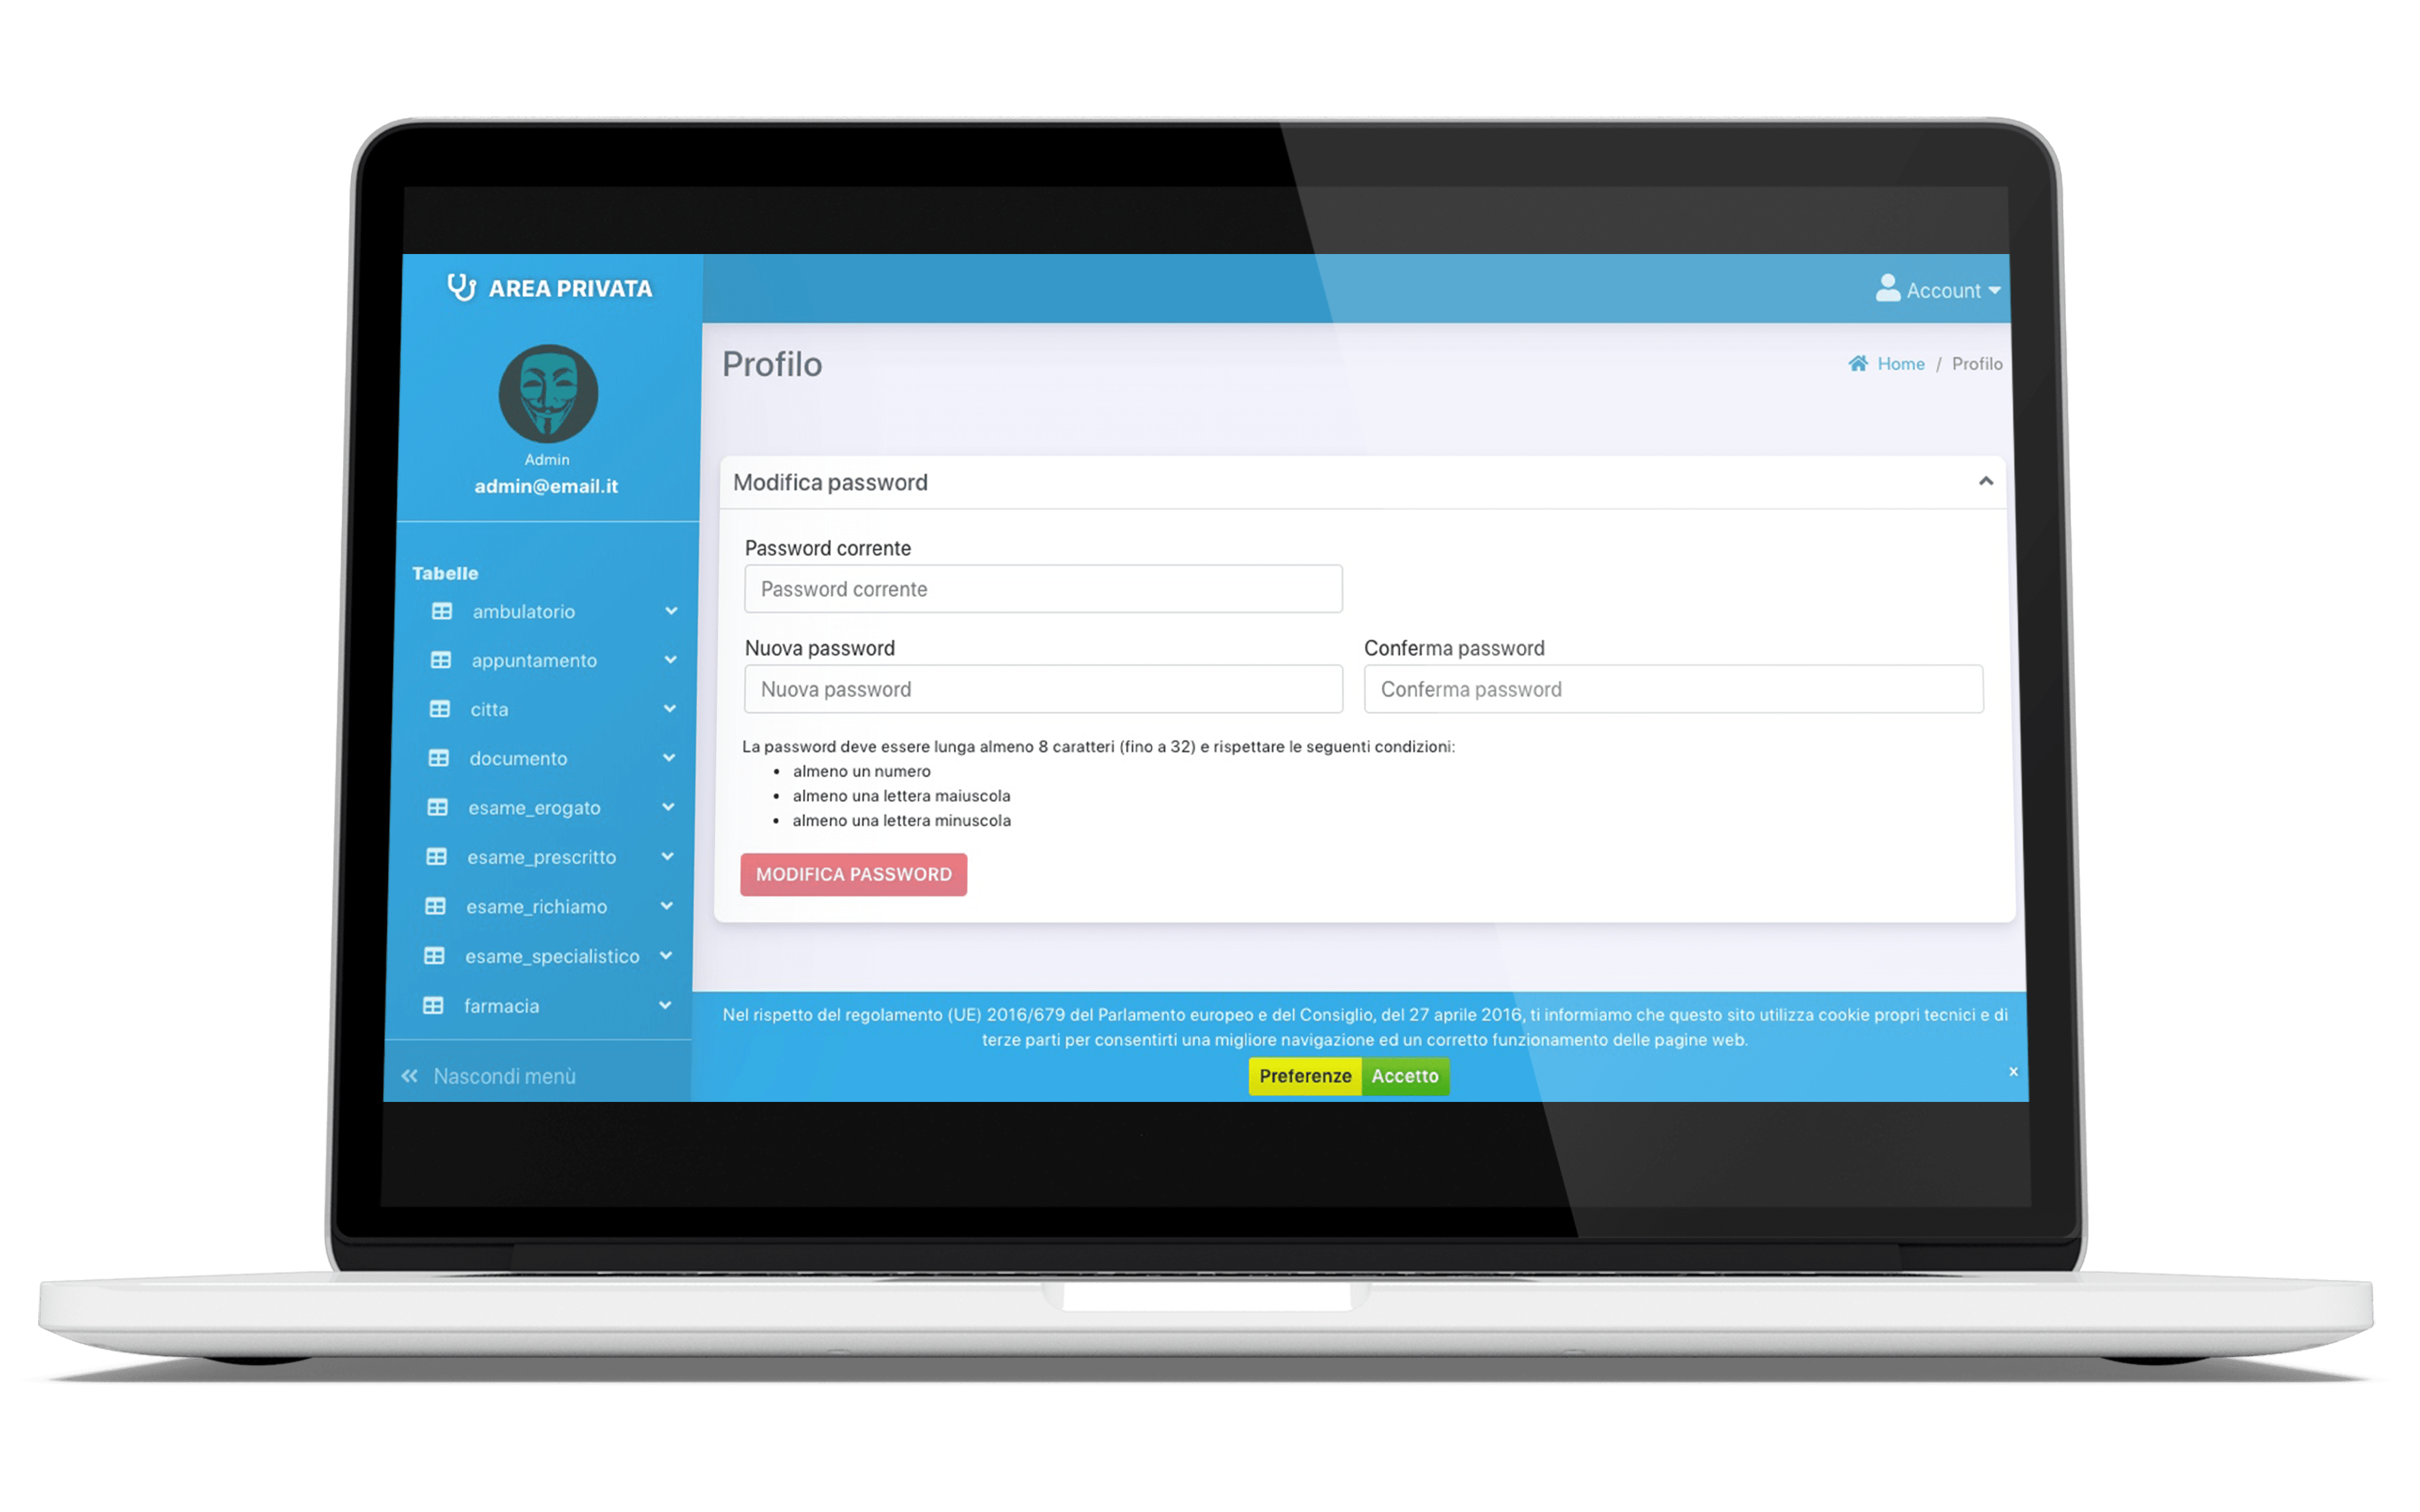 AREA PRIVATA
Account
Admin
admin@email.it
Tabelle
ambulatorio
appuntamento
citta
documento
esame_erogato
esame_prescritto
esame_richiamo
esame_specialistico
farmacia
Nascondi menù
Profilo
Home / Profilo
Modifica password
Password corrente
Password corrente
Nuova password
Nuova password
Conferma password
Conferma password
La password deve essere lunga almeno 8 caratteri (fino a 32) e rispettare le seguenti condizioni:
• almeno un numero
• almeno una lettera maiuscola
• almeno una lettera minuscola
MODIFICA PASSWORD
Nel rispetto del regolamento (UE) 2016/679 del Parlamento europeo e del Consiglio, del 27 aprile 2016, ti informiamo che questo sito utilizza cookie propri tecnici e di
terze parti per consentirti una migliore navigazione ed un corretto funzionamento delle pagine web.
Preferenze Accetto
x